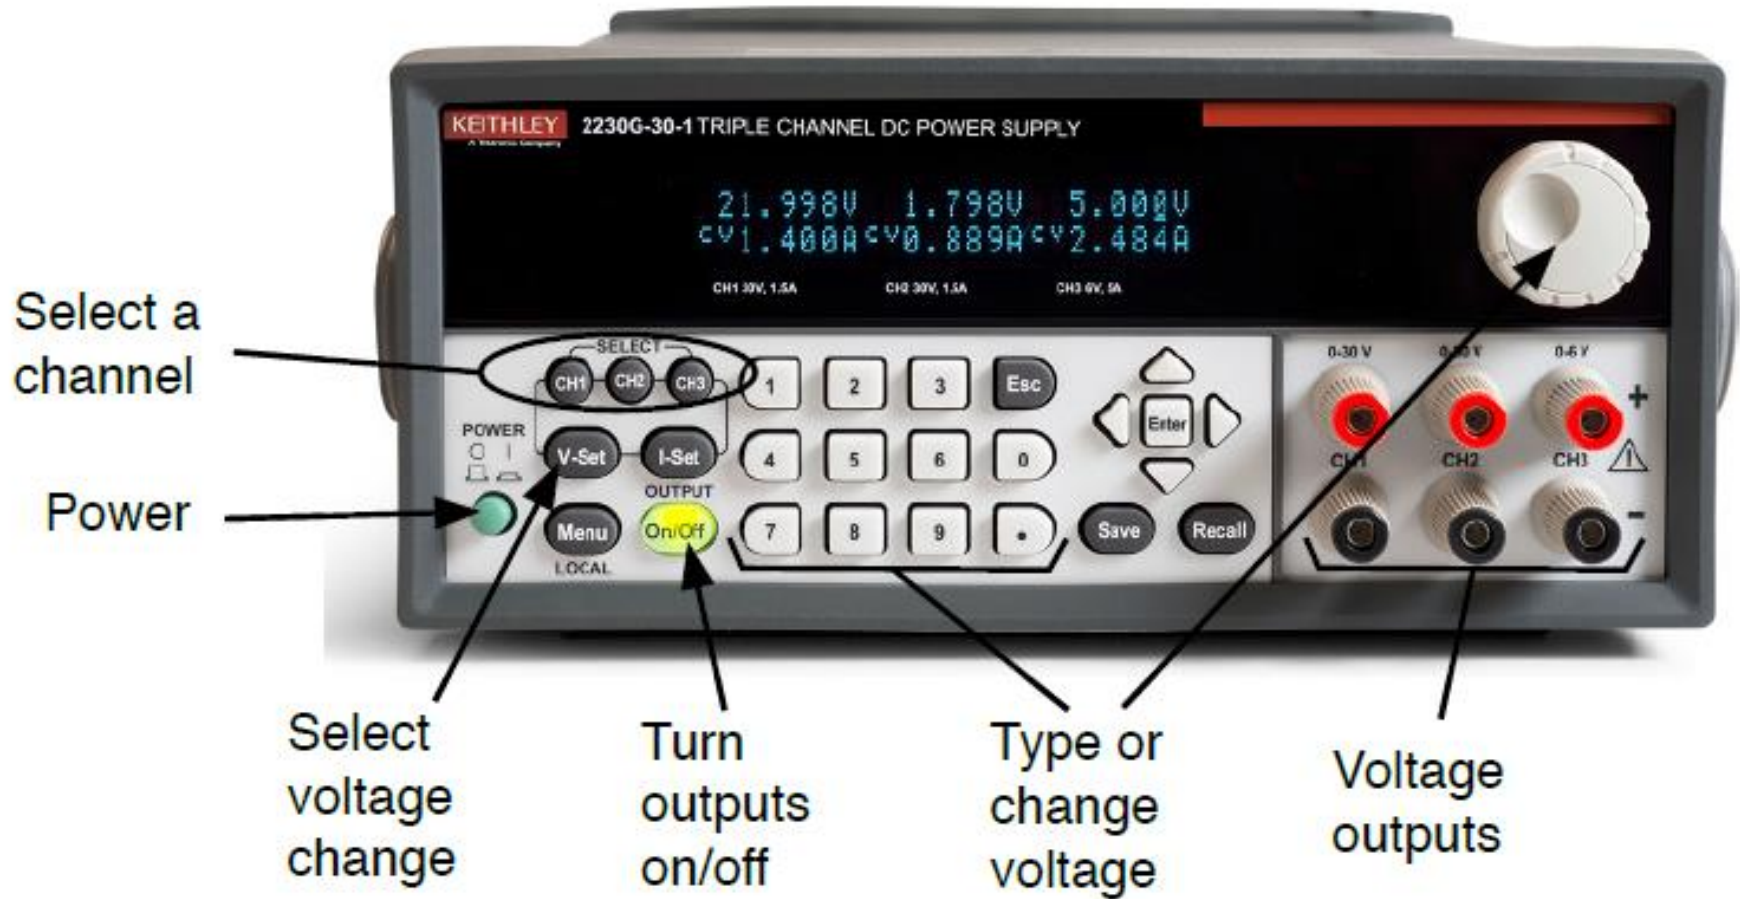 KEITHLEY
A Tektronix Company
2230G-30-1 TRIPLE CHANNEL DC POWER SUPPLY
21.998V 1.798V 5.000V
CV1.400A CV0.889A CV2.484A
CH1 30V, 1.5A CH2 30V, 1.5A CH3 6V, 5A
Select a
channel
SELECT
CH1 CH2 CH3
1 2 3 Esc
POWER
V-Set I-Set
4 5 6 0
Enter
Power
OUTPUT
Menu On/Off
LOCAL
7 8 9 .
Save Recall
0-30 V 0-30 V 0-6 V
+
CH1 CH2 CH3
-
Select
voltage
change
Turn
outputs
on/off
Type or
change
voltage
Voltage
outputs